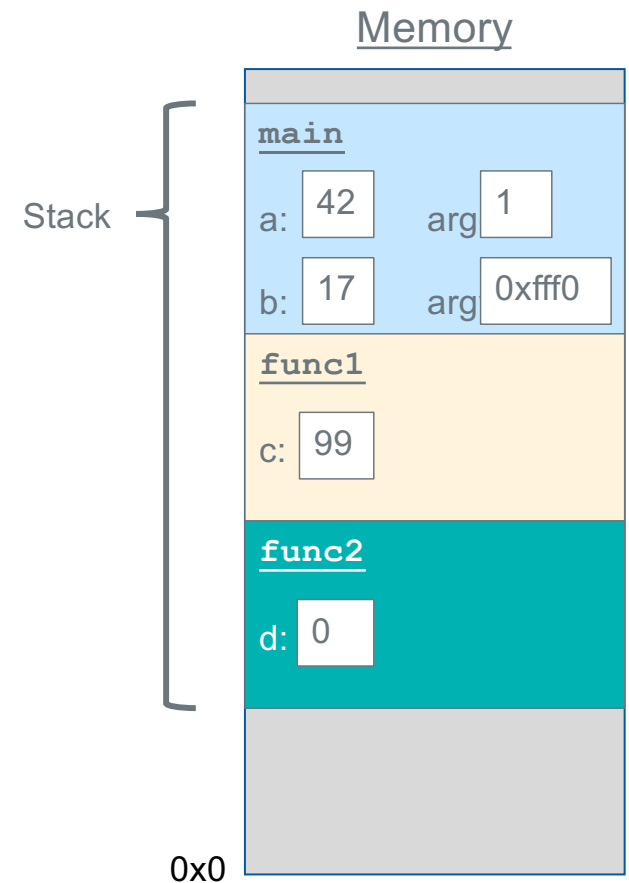 Memory
Stack
main
a: 42 arg 1
b: 17 arg 0xfff0
func1
c: 99
func2
d: 0
0x0